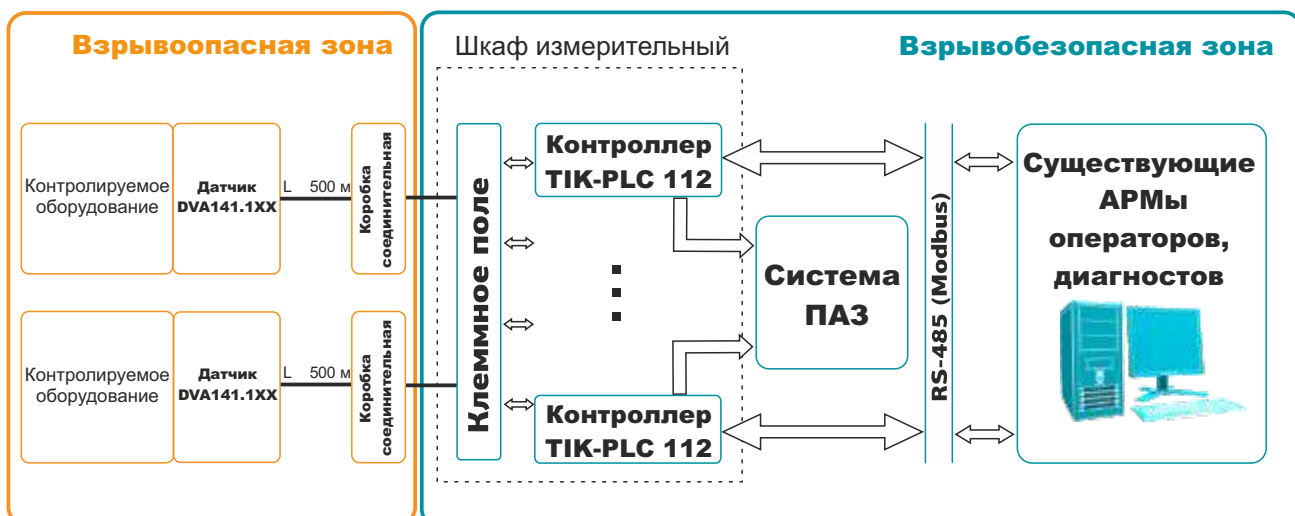 Взрывоопасная зона
Контролируемое
оборудование
Датчик
DVA141.1XX
L 500 м
Коробка
соединительная
Контролируемое
оборудование
Датчик
DVA141.1XX
L 500 м
Коробка
соединительная
Взрывобезопасная зона
Шкаф измерительный
Клеммное поле
Контроллер
TIK-PLC 112
Контроллер
TIK-PLC 112
Система
ПАЗ
RS-485 (Modbus)
Существующие
АРМы
операторов,
диагностов